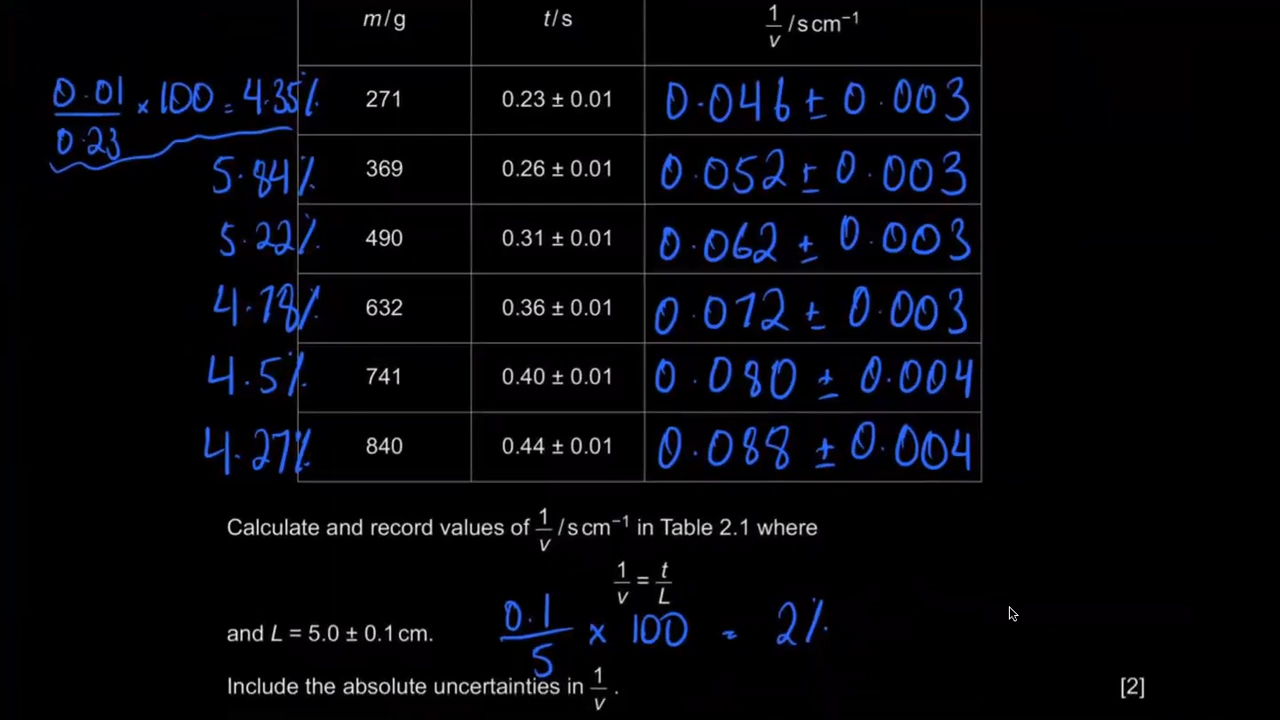 m/g t/s 1/v /s cm⁻¹
0.01/0.23 × 100 = 4.35% 271 0.23 ± 0.01 0.046 ± 0.003
5.84% 369 0.26 ± 0.01 0.052 ± 0.003
5.22% 490 0.31 ± 0.01 0.062 ± 0.003
4.78% 632 0.36 ± 0.01 0.072 ± 0.003
4.5% 741 0.40 ± 0.01 0.080 ± 0.004
4.27% 840 0.44 ± 0.01 0.088 ± 0.004
Calculate and record values of 1/v /s cm⁻¹ in Table 2.1 where
1/v = t/L
and L = 5.0 ± 0.1 cm. 0.1/5 × 100 = 2%
Include the absolute uncertainties in 1/v. [2]